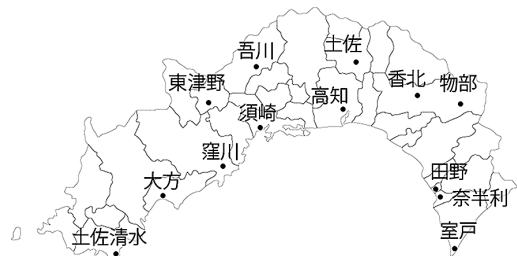 土佐
吾川
香北
物部
東津野
高知
須崎
窪川
田野
大方
奈半利
室戸
土佐清水